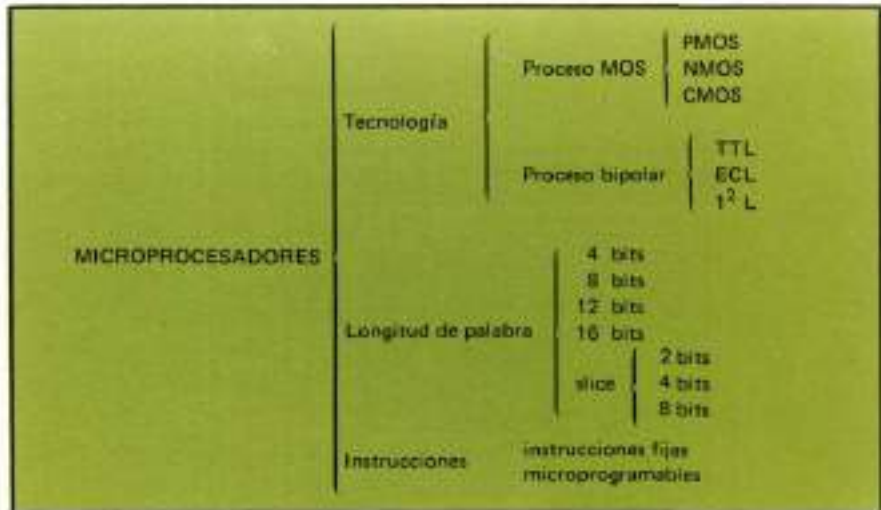 MICROPROCESADORES
Tecnología
Proceso MOS
PMOS
NMOS
CMOS
Proceso bipolar
TTL
ECL
1² L
Longitud de palabra
4 bits
8 bits
12 bits
16 bits
slice
2 bits
4 bits
8 bits
Instrucciones
instrucciones fijas
microprogramables